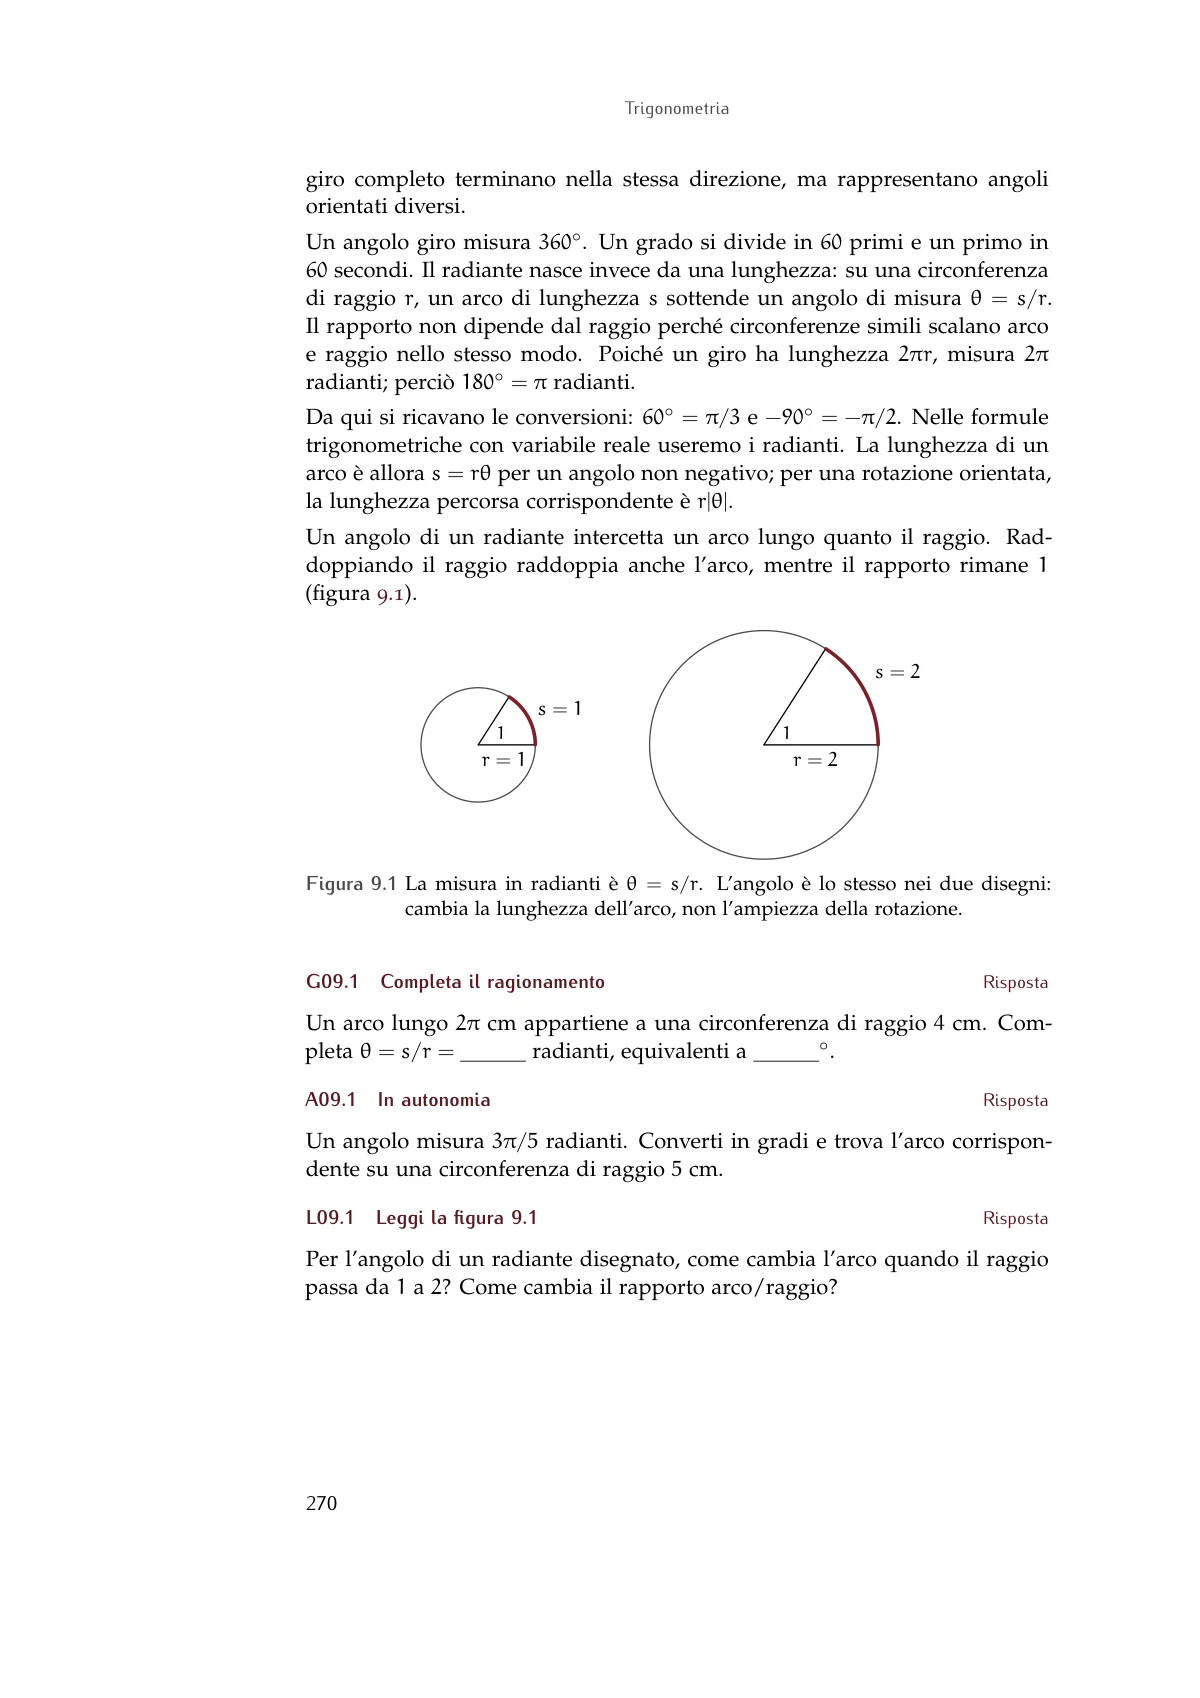 Trigonometria
giro completo terminano nella stessa direzione, ma rappresentano angoli
orientati diversi.
Un angolo giro misura 360°. Un grado si divide in 60 primi e un primo in
60 secondi. Il radiante nasce invece da una lunghezza: su una circonferenza
di raggio r, un arco di lunghezza s sottende un angolo di misura θ = s/r.
Il rapporto non dipende dal raggio perché circonferenze simili scalano arco
e raggio nello stesso modo. Poiché un giro ha lunghezza 2πr, misura 2π
radianti; perciò 180° = π radianti.
Da qui si ricavano le conversioni: 60° = π/3 e −90° = −π/2. Nelle formule
trigonometriche con variabile reale useremo i radianti. La lunghezza di un
arco è allora s = rθ per un angolo non negativo; per una rotazione orientata,
la lunghezza percorsa corrispondente è r|θ|.
Un angolo di un radiante intercetta un arco lungo quanto il raggio. Rad-
doppiando il raggio raddoppia anche l'arco, mentre il rapporto rimane 1
(figura 9.1).
s = 1
1
r = 1
s = 2
1
r = 2
Figura 9.1 La misura in radianti è θ = s/r. L'angolo è lo stesso nei due disegni:
cambia la lunghezza dell'arco, non l'ampiezza della rotazione.
G09.1 Completa il ragionamento Risposta
Un arco lungo 2π cm appartiene a una circonferenza di raggio 4 cm. Com-
pleta θ = s/r = ______ radianti, equivalenti a ______°.
A09.1 In autonomia Risposta
Un angolo misura 3π/5 radianti. Converti in gradi e trova l'arco corrispon-
dente su una circonferenza di raggio 5 cm.
L09.1 Leggi la figura 9.1 Risposta
Per l'angolo di un radiante disegnato, come cambia l'arco quando il raggio
passa da 1 a 2? Come cambia il rapporto arco/raggio?
270